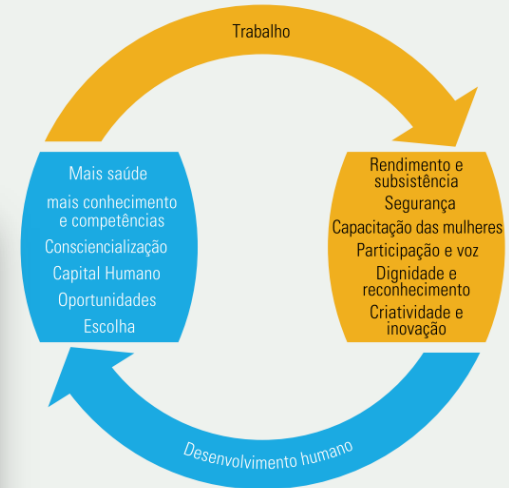 Trabalho
Mais saúde
mais conhecimento
e competências
Consciencialização
Capital Humano
Oportunidades
Escolha
Rendimento e
subsistência
Segurança
Capacitação das mulheres
Participação e voz
Dignidade e
reconhecimento
Criatividade e
inovação
Desenvolvimento humano